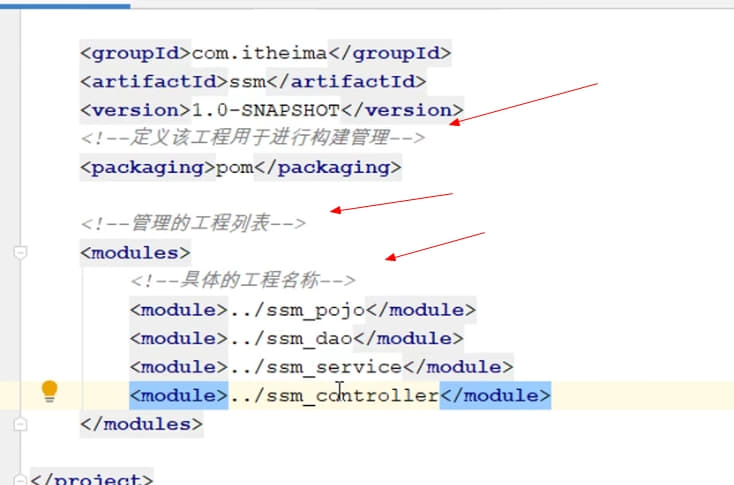 <groupId>com.itheima</groupId>
<artifactId>ssm</artifactId>
<version>1.0-SNAPSHOT</version>
<!--定义该工程用于进行构建管理-->
<packaging>pom</packaging>
<!--管理的工程列表-->
<modules>
<!--具体的工程名称-->
<module>../ssm_pojo</module>
<module>../ssm_dao</module>
<module>../ssm_service</module>
<module>../ssm_controller</module>
</modules>
</project>